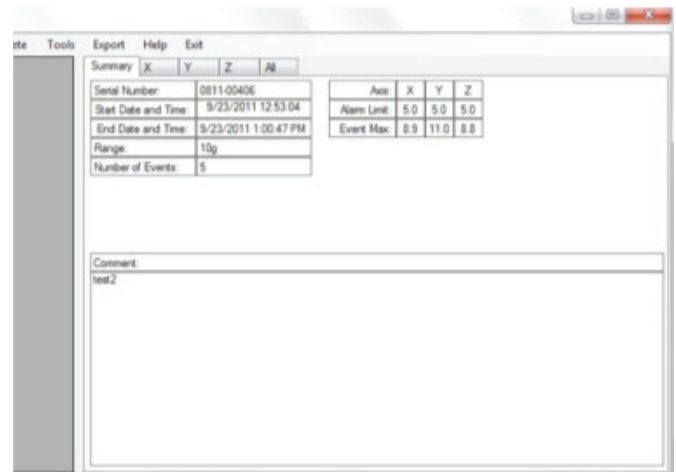 Tools Export Help Exit
Summary X Y Z All
Serial Number: 0811-00406
Start Date and Time: 9/23/2011 12:53:04
End Date and Time: 9/23/2011 1:00:47 PM
Range: 10g
Number of Events: 5
Axis: X Y Z
Alarm Limit: 5.0 5.0 5.0
Event Max: 8.9 11.0 8.8
Comment:
test2